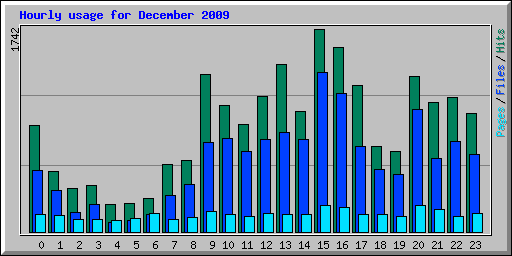 Hourly usage for December 2009
1742
Pages/Files/Hits
0 1 2 3 4 5 6 7 8 9 10 11 12 13 14 15 16 17 18 19 20 21 22 23